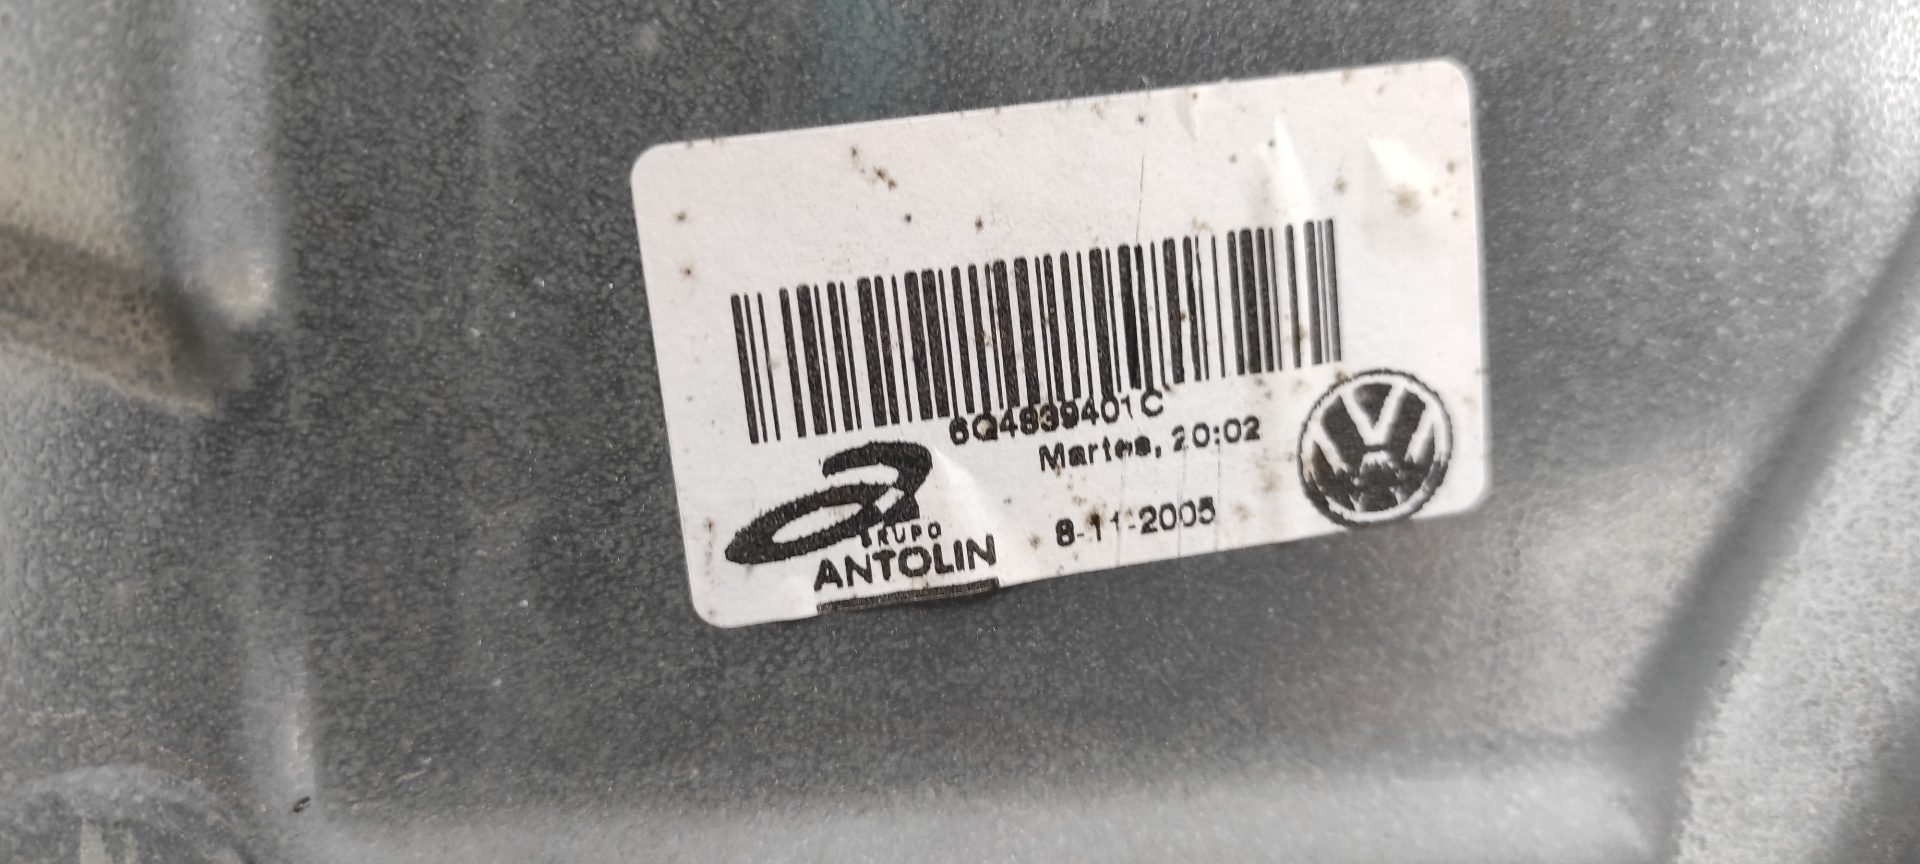 6Q4839401C
Martes, 20:02
8-11-2005
GRUPO
ANTOLIN